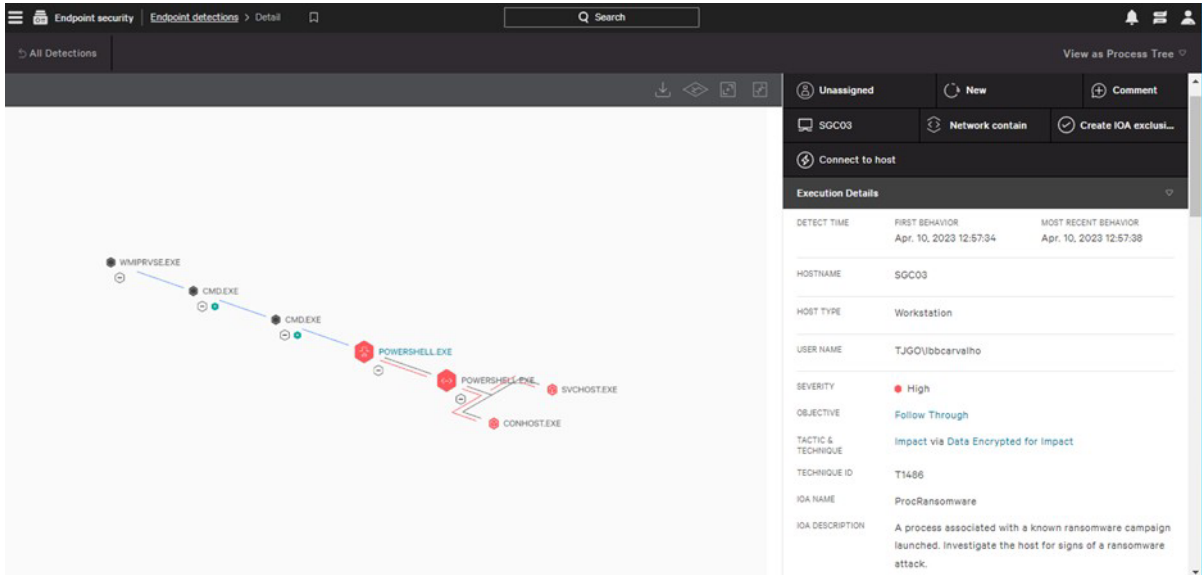 Endpoint security Endpoint detections > Detail
Search
All Detections
View as Process Tree
WMIPRVSE.EXE
CMD.EXE
CMD.EXE
POWERSHELL.EXE
POWERSHELL.EXE
SVCHOST.EXE
CONHOST.EXE
Unassigned New Comment
SGC03 Network contain Create IOA exclusi...
Connect to host
Execution Details
DETECT TIME FIRST BEHAVIOR MOST RECENT BEHAVIOR
Apr. 10, 2023 12:57:34 Apr. 10, 2023 12:57:38
HOSTNAME SGC03
HOST TYPE Workstation
USER NAME TJGO\lbbcarvalho
SEVERITY High
OBJECTIVE Follow Through
TACTIC & TECHNIQUE Impact via Data Encrypted for Impact
TECHNIQUE ID T1486
IOA NAME ProcRansomware
IOA DESCRIPTION A process associated with a known ransomware campaign
launched. Investigate the host for signs of a ransomware
attack.